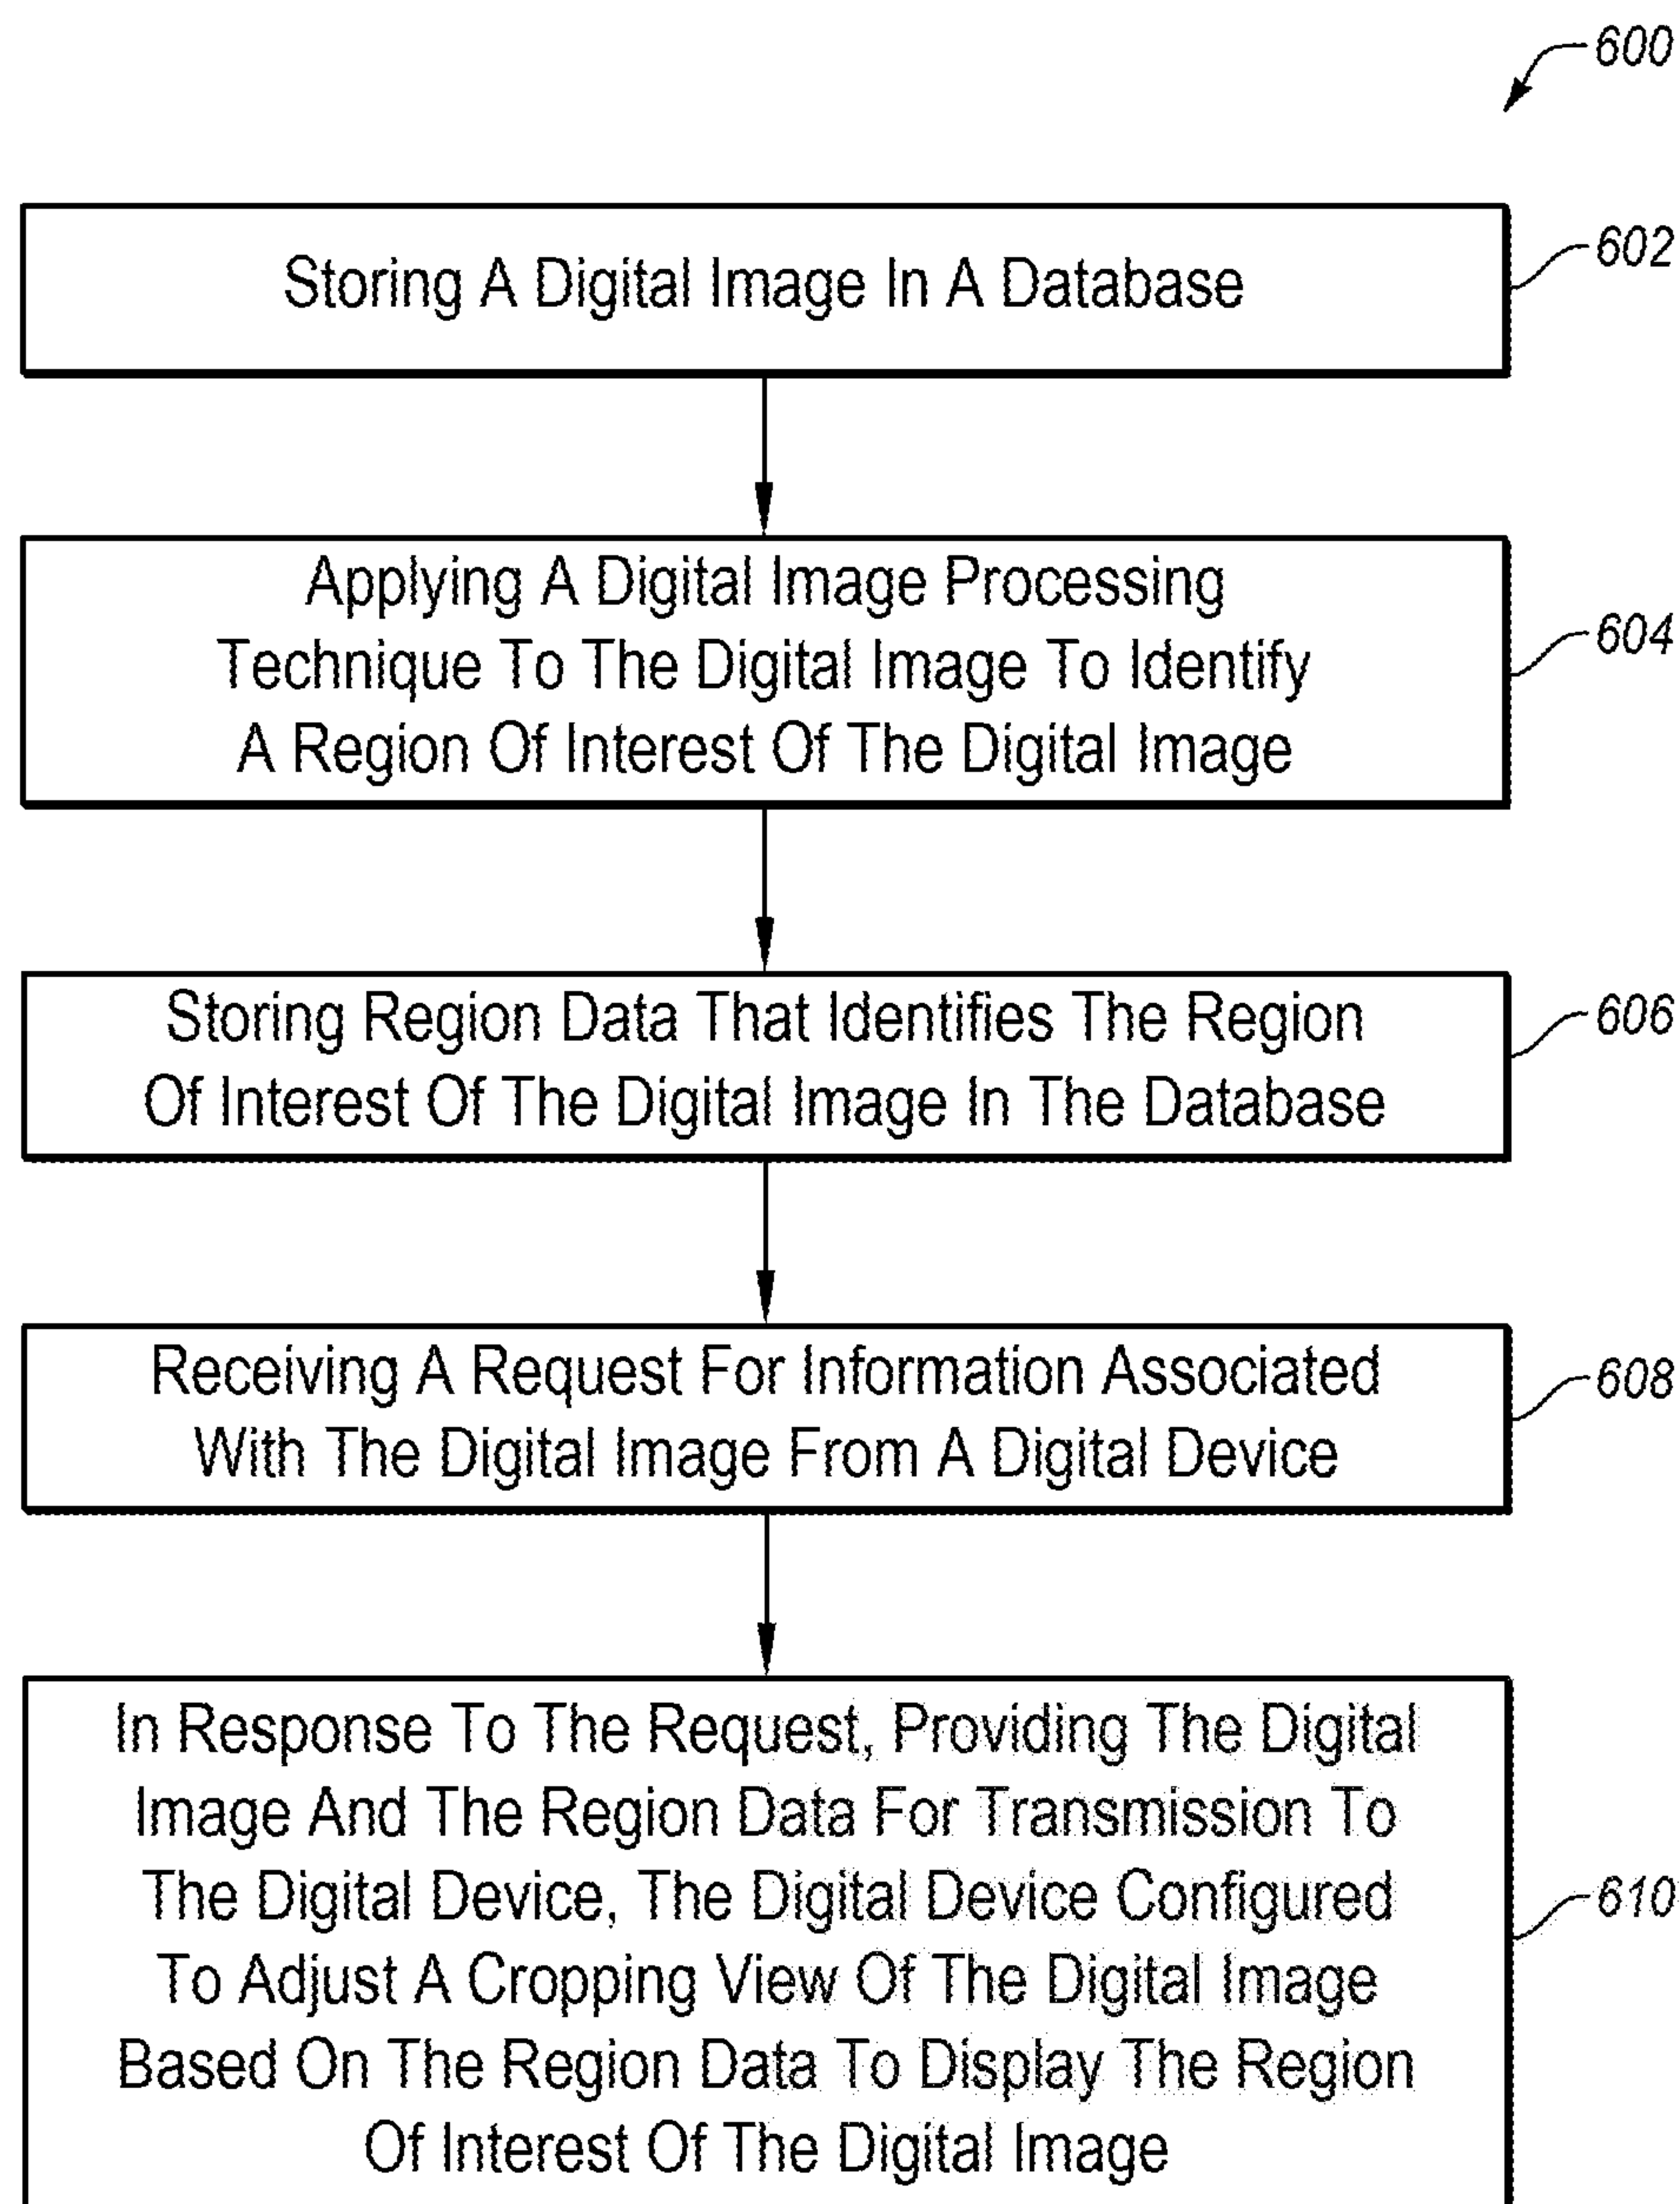 600
Storing A Digital Image In A Database
602
Applying A Digital Image Processing
Technique To The Digital Image To Identify
A Region Of Interest Of The Digital Image
604
Storing Region Data That Identifies The Region
Of Interest Of The Digital Image In The Database
606
Receiving A Request For Information Associated
With The Digital Image From A Digital Device
608
In Response To The Request, Providing The Digital
Image And The Region Data For Transmission To
The Digital Device, The Digital Device Configured
To Adjust A Cropping View Of The Digital Image
Based On The Region Data To Display The Region
Of Interest Of The Digital Image
610